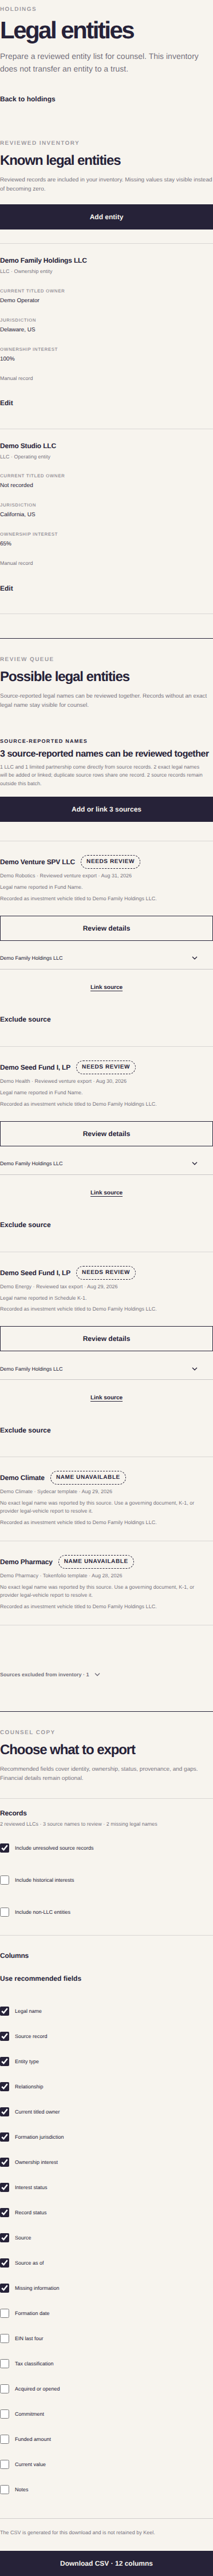 HOLDINGS
Legal entities
Prepare a reviewed entity list for counsel. This inventory
does not transfer an entity to a trust.
Back to holdings
REVIEWED INVENTORY
Known legal entities
Reviewed records are included in your inventory. Missing values stay visible instead
of becoming zero.
Add entity
Demo Family Holdings LLC
LLC · Ownership entity
CURRENT TITLED OWNER
Demo Operator
JURISDICTION
Delaware, US
OWNERSHIP INTEREST
100%
Manual record
Edit
Demo Studio LLC
LLC · Operating entity
CURRENT TITLED OWNER
Not recorded
JURISDICTION
California, US
OWNERSHIP INTEREST
65%
Manual record
Edit
REVIEW QUEUE
Possible legal entities
Source-reported legal names can be reviewed together. Records without an exact
legal name stay visible for counsel.
SOURCE-REPORTED NAMES
3 source-reported names can be reviewed together
1 LLC and 1 limited partnership come directly from source records. 2 exact legal names
will be added or linked; duplicate source rows share one record. 2 source records remain
outside this batch.
Add or link 3 sources
Demo Venture SPV LLC NEEDS REVIEW
Demo Robotics · Reviewed venture export · Aug 31, 2026
Legal name reported in Fund Name.
Recorded as investment vehicle titled to Demo Family Holdings LLC.
Review details
Demo Family Holdings LLC
Link source
Exclude source
Demo Seed Fund I, LP NEEDS REVIEW
Demo Health · Reviewed venture export · Aug 30, 2026
Legal name reported in Fund Name.
Recorded as investment vehicle titled to Demo Family Holdings LLC.
Review details
Demo Family Holdings LLC
Link source
Exclude source
Demo Seed Fund I, LP NEEDS REVIEW
Demo Energy · Reviewed tax export · Aug 29, 2026
Legal name reported in Schedule K-1.
Recorded as investment vehicle titled to Demo Family Holdings LLC.
Review details
Demo Family Holdings LLC
Link source
Exclude source
Demo Climate NAME UNAVAILABLE
Demo Climate · Sydecar template · Aug 29, 2026
No exact legal name was reported by this source. Use a governing document, K-1, or
provider legal-vehicle report to resolve it.
Recorded as investment vehicle titled to Demo Family Holdings LLC.
Demo Pharmacy NAME UNAVAILABLE
Demo Pharmacy · Tokenfolio template · Aug 28, 2026
No exact legal name was reported by this source. Use a governing document, K-1, or
provider legal-vehicle report to resolve it.
Recorded as investment vehicle titled to Demo Family Holdings LLC.
Sources excluded from inventory · 1
COUNSEL COPY
Choose what to export
Recommended fields cover identity, ownership, status, provenance, and gaps.
Financial details remain optional.
Records
2 reviewed LLCs · 3 source names to review · 2 missing legal names
Include unresolved source records
Include historical interests
Include non-LLC entities
Columns
Use recommended fields
Legal name
Source record
Entity type
Relationship
Current titled owner
Formation jurisdiction
Ownership interest
Interest status
Record status
Source
Source as of
Missing information
Formation date
EIN last four
Tax classification
Acquired or opened
Commitment
Funded amount
Current value
Notes
The CSV is generated for this download and is not retained by Kexl.
Download CSV · 12 columns